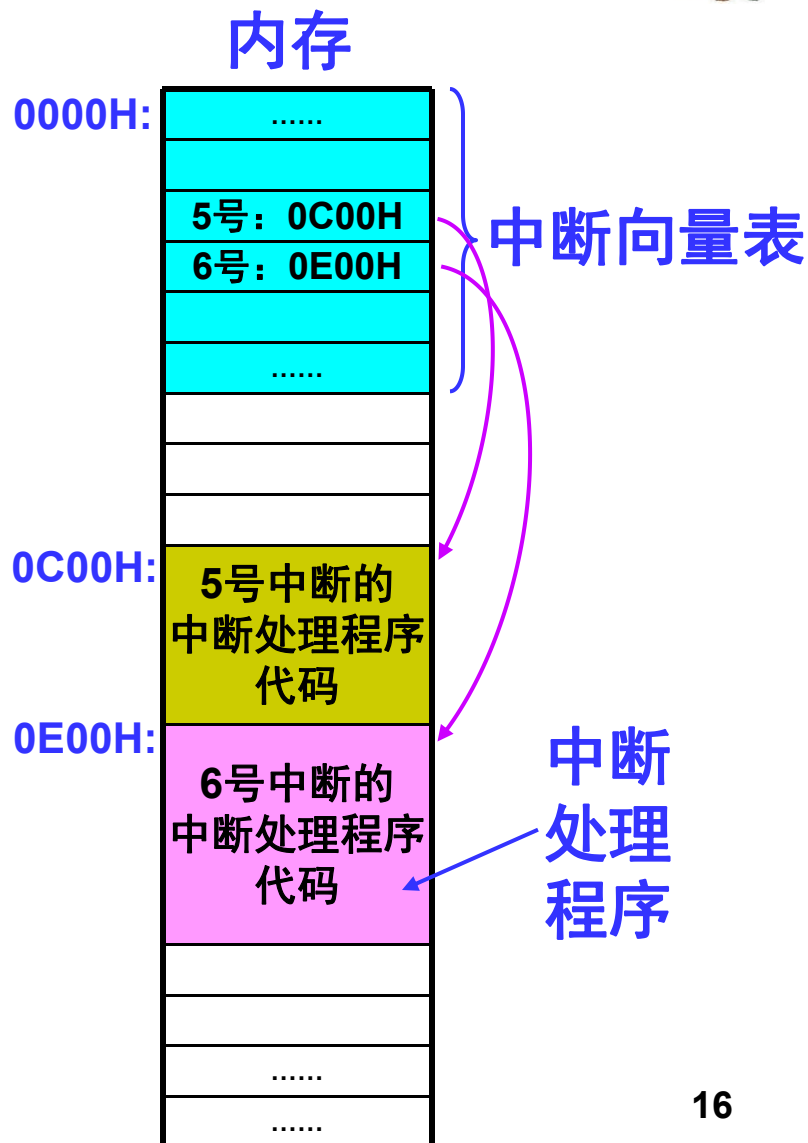 内存
0000H:
......
5号：0C00H
6号：0E00H
中断向量表
......
0C00H:
5号中断的
中断处理程序
代码
0E00H:
6号中断的
中断处理程序
代码
中断
处理
程序
......
......
16